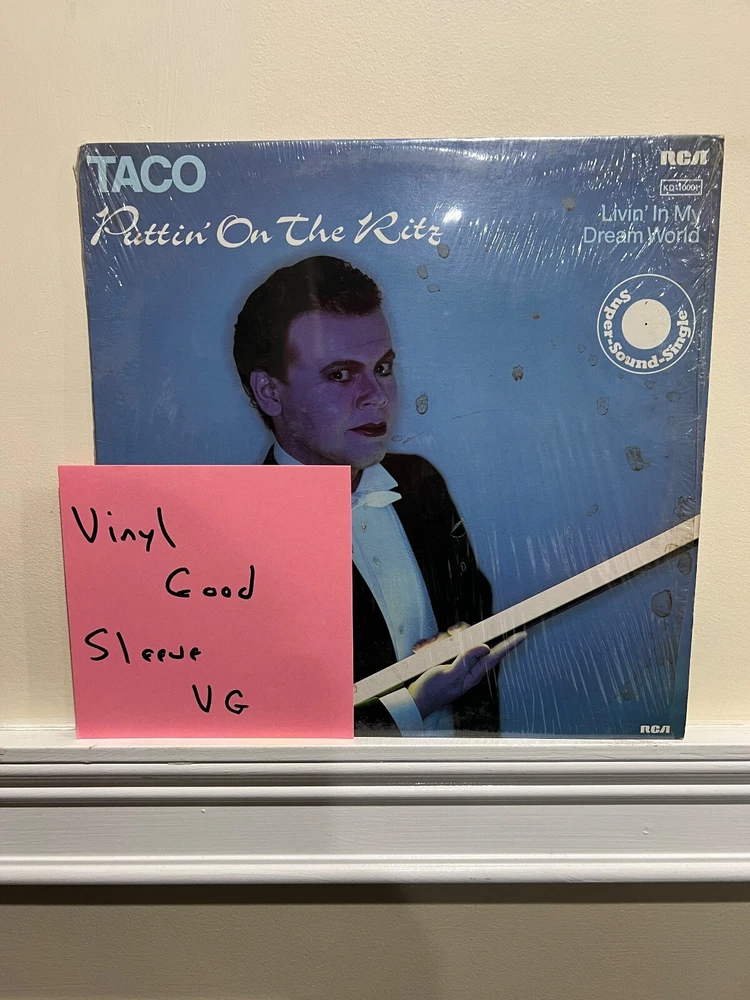 TACO
RCA
KD-10001
Puttin' On The Ritz
Livin' In My
Dream World
Super-Sound-Single
Vinyl
Good
Sleeve
VG
RCA